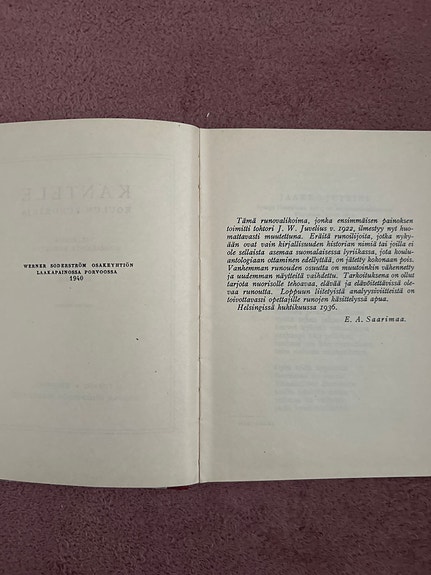 WERNER SODERSTRÖM OSAKEYHTIÖN
LAAKAPAINOSSA PORVOOSSA
1940
Tämä runovalikoima, jonka ensimmäisen painoksen
toimitti tohtori J. W. Juvelius v. 1922, ilmestyy nyt huo-
mattavasti muutettuna. Eräitä runoilijoita, jotka nyky-
ään ovat vain kirjallisuuden historian nimiä tai joilla ei
ole sellaista asemaa suomalaisessa lyriikassa, jota koulu-
antologiaan ottaminen edellyttää, on jätetty kokonaan pois.
Vanhemman runouden osuutta on muutoinkin vähennetty
ja uudemman näytteitä vaihdettu. Tarkoituksena on ollut
tarjota nuorisolle tehoavaa, elävää ja elävöitettävissä ole-
vaa runoutta. Loppuun liitetyistä analyysiviitteistä on
toivottavasti opettajille runojen käsittelyssä apua.
Helsingissä huhtikuussa 1936.
E. A. Saarimaa.
KANTELE